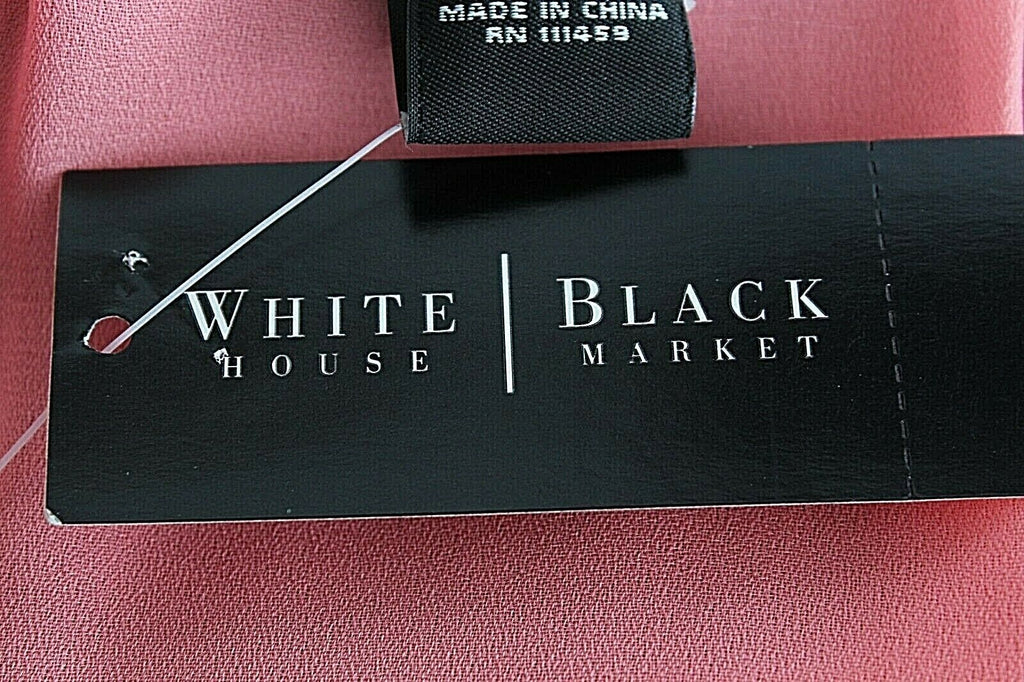 MADE IN CHINA
RN 111459
WHITE | BLACK
HOUSE | MARKET